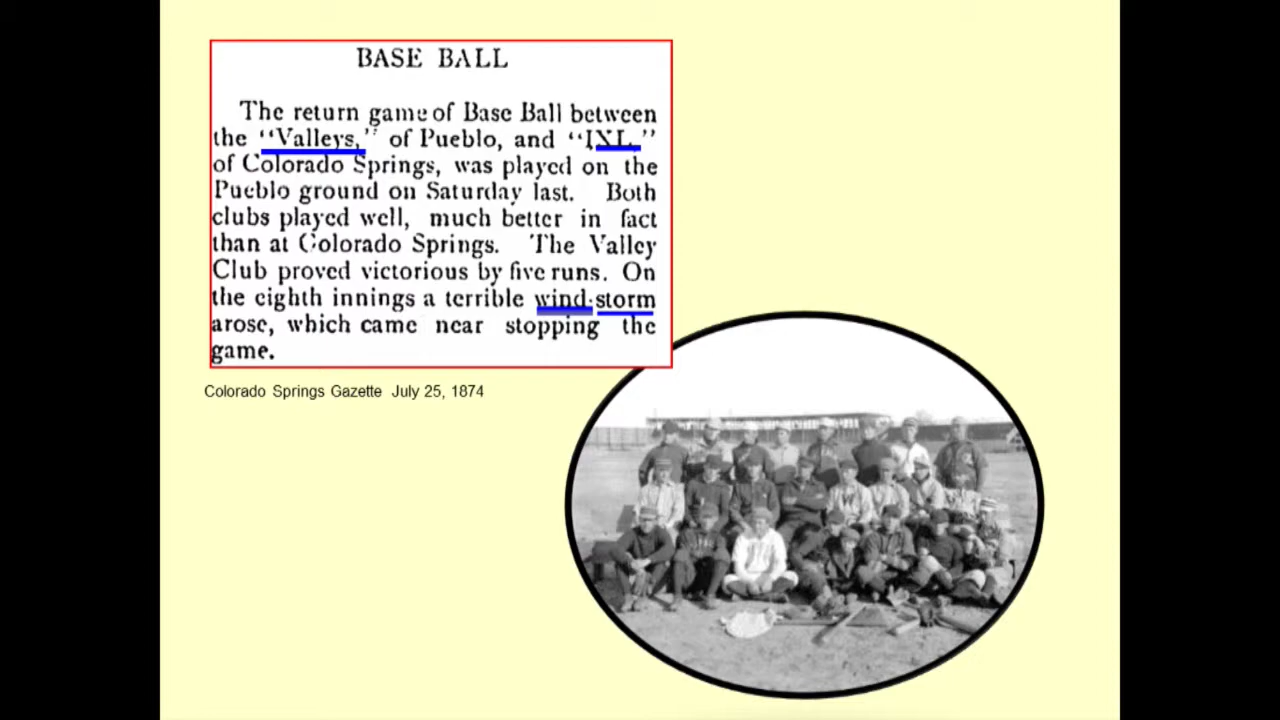 BASE BALL
The return game of Base Ball between
the "Valleys," of Pueblo, and "IXL,"
of Colorado Springs, was played on the
Pueblo ground on Saturday last. Both
clubs played well, much better in fact
than at Colorado Springs. The Valley
Club proved victorious by five runs. On
the eighth innings a terrible wind-storm
arose, which came near stopping the
game.
Colorado Springs Gazette July 25, 1874